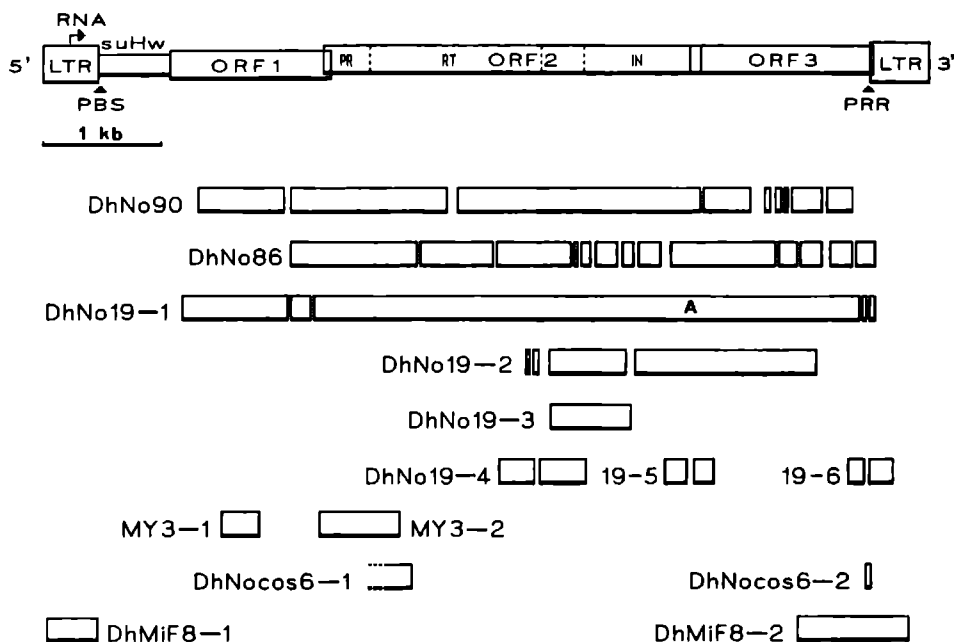 RNA
suHw
5' LTR ORF1 PR RT ORF2 IN ORF3 LTR 3'
PBS PRR
1 kb
DhNo90
DhNo86
DhNo19-1 A
DhNo19-2
DhNo19-3
DhNo19-4 19-5 19-6
MY3-1 MY3-2
DhNocos6-1 DhNocos6-2
DhMiF8-1 DhMiF8-2